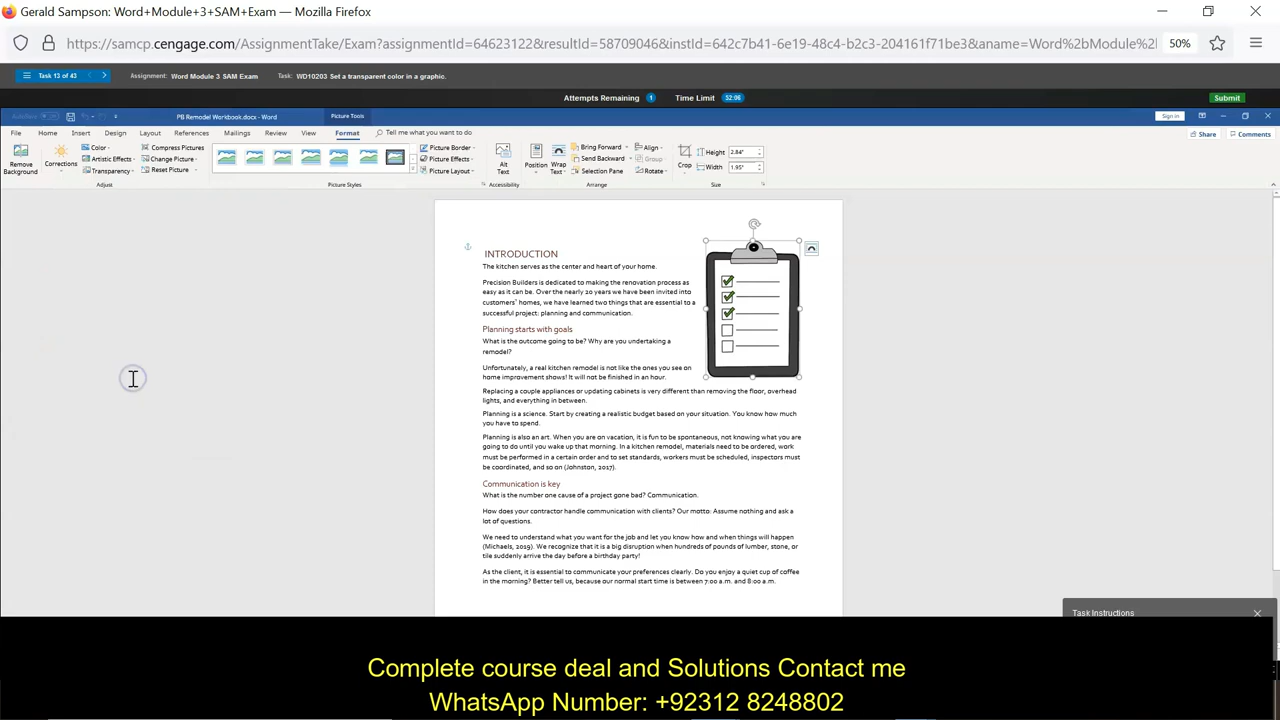 Gerald Sampson: Word+Module+3+SAM+Exam — Mozilla Firefox
https://samcp.cengage.com/AssignmentTake/Exam?assignmentId=64623122&resultId=58709046&instId=642c7b41-6e19-48c4-b2c3-204161f71be3&aname=Word%2bModule%2 50%
Task 13 of 43 Assignment: Word Module 3 SAM Exam Task: WD10203 Set a transparent color in a graphic.
Attempts Remaining 1 Time Limit 52:06 Submit
AutoSave PB Remodel Workbook.docx - Word Picture Tools Sign in
File Home Insert Design Layout References Mailings Review View Format Tell me what you want to do Share Comments
Remove Background Corrections Color Artistic Effects Transparency Compress Pictures Change Picture Reset Picture Picture Border Picture Effects Picture Layout Alt Text Position Wrap Text Bring Forward Send Backward Selection Pane Align Group Rotate Crop Height 2.84" Width 1.95"
Adjust Picture Styles Accessibility Arrange Size
INTRODUCTION
The kitchen serves as the center and heart of your home.
Precision Builders is dedicated to making the renovation process as
easy as it can be. Over the nearly 20 years we have been invited into
customers' homes, we have learned two things that are essential to a
successful project: planning and communication.
Planning starts with goals
What is the outcome going to be? Why are you undertaking a
remodel?
Unfortunately, a real kitchen remodel is not like the ones you see on
home improvement shows! It will not be finished in an hour.
Replacing a couple appliances or updating cabinets is very different than removing the floor, overhead
lights, and everything in between.
Planning is a science. Start by creating a realistic budget based on your situation. You know how much
you have to spend.
Planning is also an art. When you are on vacation, it is fun to be spontaneous, not knowing what you are
going to do until you wake up that morning. In a kitchen remodel, materials need to be ordered, work
must be performed in a certain order and to set standards, workers must be scheduled, inspectors must
be coordinated, and so on (Johnston, 2017).
Communication is key
What is the number one cause of a project gone bad? Communication.
How does your contractor handle communication with clients? Our motto: Assume nothing and ask a
lot of questions.
We need to understand what you want for the job and let you know how and when things will happen
(Michaels, 2019). We recognize that it is a big disruption when hundreds of pounds of lumber, stone, or
tile suddenly arrive the day before a birthday party!
As the client, it is essential to communicate your preferences clearly. Do you enjoy a quiet cup of coffee
in the morning? Better tell us, because our normal start time is between 7:00 a.m. and 8:00 a.m.
Task Instructions
Complete course deal and Solutions Contact me
WhatsApp Number: +92312 8248802